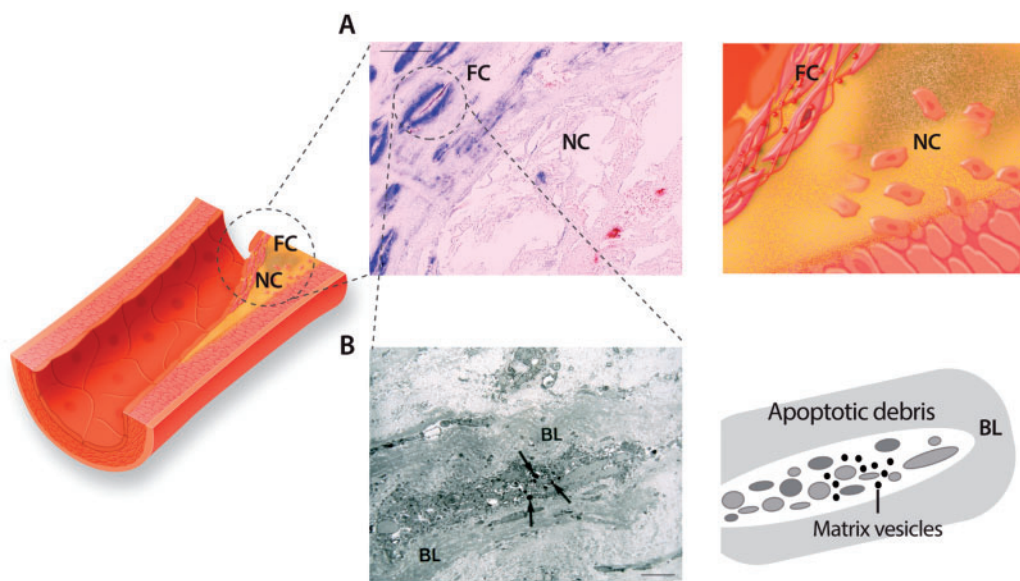 A
FC
NC
FC
NC
FC
NC
B
BL
BL
Apoptotic debris
BL
Matrix vesicles